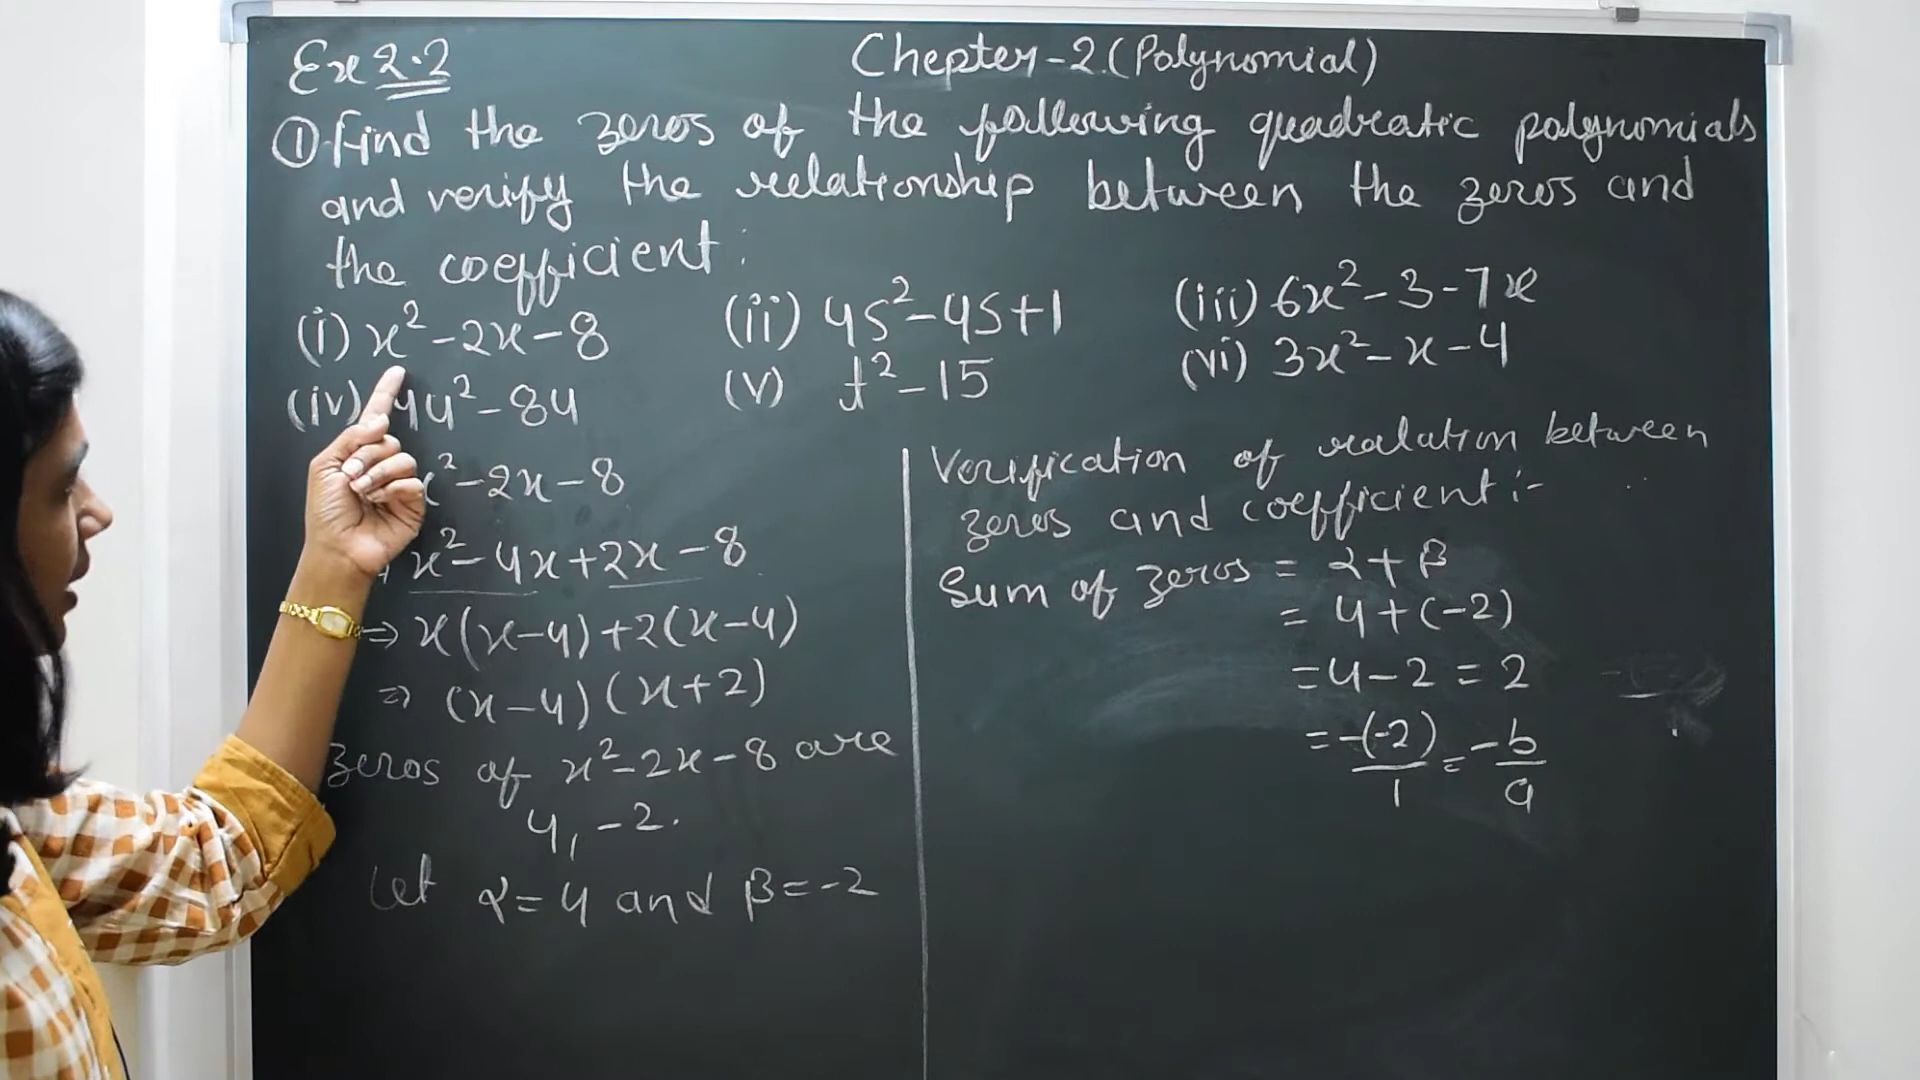 Ex 2.2
Chepter-2.(Polynomial)
① Find the zeros of the following quadratic polynomials
and verify the relationship between the zeros and
the coefficient:
(i) x² - 2x - 8 (ii) 4s² - 4s + 1 (iii) 6x² - 3 - 7x
(iv) 4u² - 8u (v) t² - 15 (vi) 3x² - x - 4
x² - 2x - 8
x² - 4x + 2x - 8
⇒ x(x-4) + 2(x-4)
⇒ (x-4)(x+2)
zeros of x² - 2x - 8 are
4, -2.
Let α = 4 and β = -2
Verification of realation between
zeros and coefficient :-
Sum of zeros = α + β
= 4 + (-2)
= 4 - 2 = 2
= -(-2)/1 = -b/a